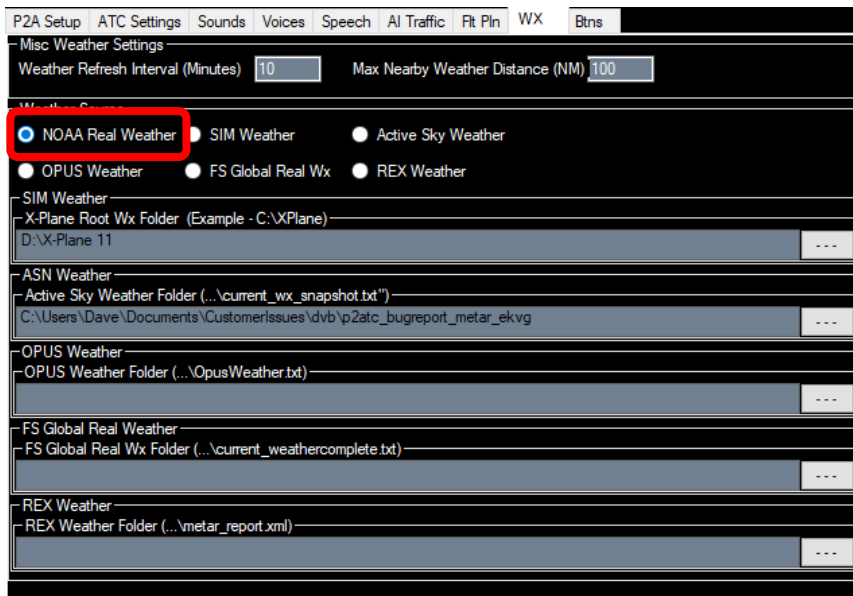 P2A Setup ATC Settings Sounds Voices Speech AI Traffic Flt Pln WX Btns
Misc Weather Settings
Weather Refresh Interval (Minutes) 10 Max Nearby Weather Distance (NM) 100
Weather Source
NOAA Real Weather SIM Weather Active Sky Weather
OPUS Weather FS Global Real Wx REX Weather
SIM Weather
X-Plane Root Wx Folder (Example - C:\XPlane)
D:\X-Plane 11 ---
ASN Weather
Active Sky Weather Folder (...\current_wx_snapshot.txt")
C:\Users\Dave\Documents\CustomerIssues\dvb\p2atc_bugreport_metar_ekvg ---
OPUS Weather
OPUS Weather Folder (...\OpusWeather.txt)
---
FS Global Real Weather
FS Global Real Wx Folder (...\current_weathercomplete.txt)
---
REX Weather
REX Weather Folder (...\metar_report.xml)
---